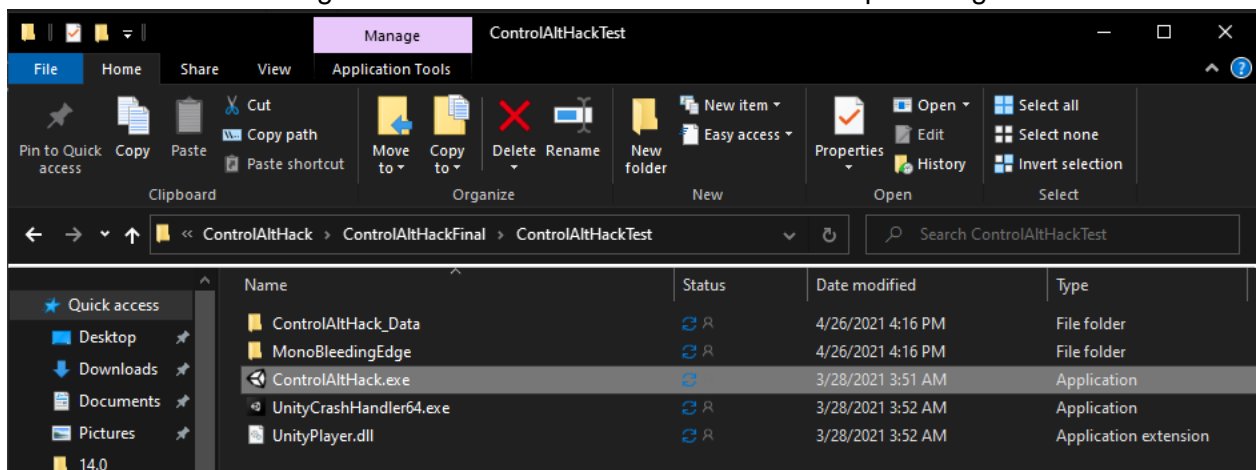 Manage
ControlAltHackTest
File Home Share View Application Tools
Pin to Quick access
Copy
Paste
Cut
Copy path
Paste shortcut
Clipboard
Move to
Copy to
Delete
Rename
Organize
New folder
New item
Easy access
New
Properties
Open
Edit
History
Open
Select all
Select none
Invert selection
Select
« ControlAltHack > ControlAltHackFinal > ControlAltHackTest
Search ControlAltHackTest
Quick access
Desktop
Downloads
Documents
Pictures
14.0
Name Status Date modified Type
ControlAltHack_Data 4/26/2021 4:16 PM File folder
MonoBleedingEdge 4/26/2021 4:16 PM File folder
ControlAltHack.exe 3/28/2021 3:51 AM Application
UnityCrashHandler64.exe 3/28/2021 3:52 AM Application
UnityPlayer.dll 3/28/2021 3:52 AM Application extension